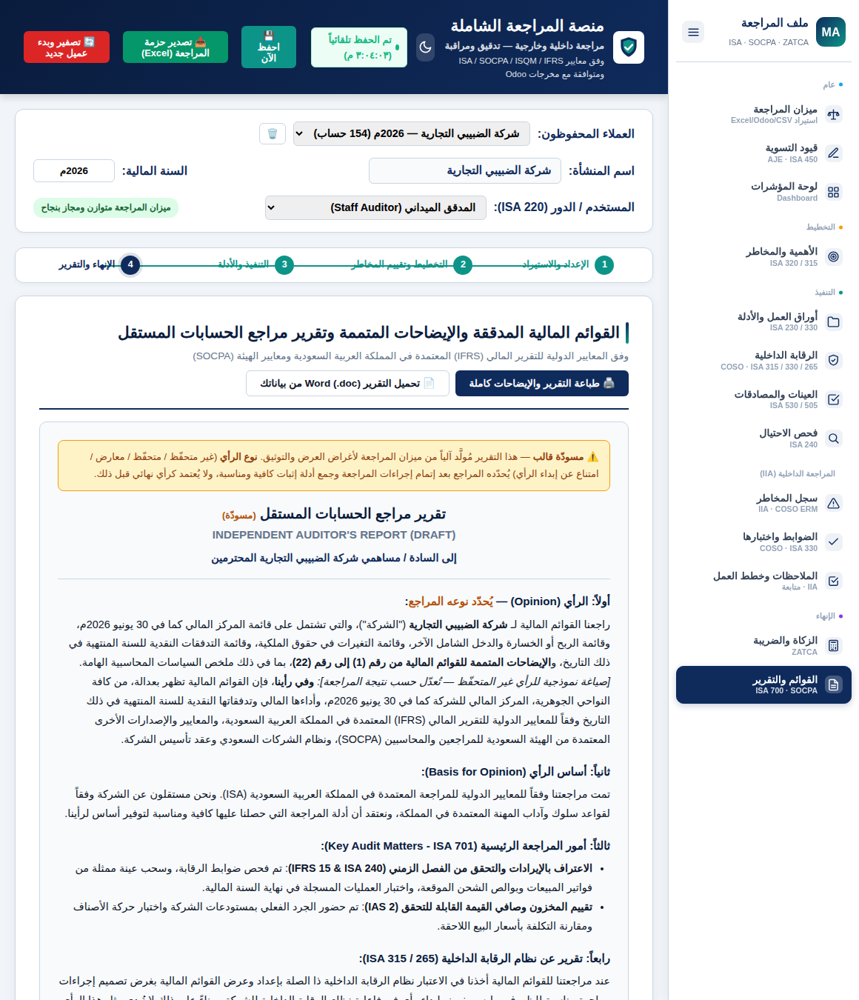 MA
ملف المراجعة
ISA · SOCPA · ZATCA
عام
ميزان المراجعة
استيراد Excel/Odoo/CSV
قيود التسوية
AJE · ISA 450
لوحة المؤشرات
Dashboard
التخطيط
الأهمية والمخاطر
ISA 320 / 315
التنفيذ
أوراق العمل والأدلة
ISA 230 / 330
الرقابة الداخلية
COSO · ISA 315 / 330 / 265
العينات والمصادقات
ISA 530 / 505
فحص الاحتيال
ISA 240
المراجعة الداخلية (IIA)
سجل المخاطر
IIA · COSO ERM
الضوابط واختبارها
COSO · ISA 330
الملاحظات وخطط العمل
IIA · متابعة
الإنهاء
الزكاة والضريبة
ZATCA
القوائم والتقرير
ISA 700 · SOCPA
منصة المراجعة الشاملة
مراجعة داخلية وخارجية — تدقيق ومراقبة
وفق معايير ISA / SOCPA / ISQM / IFRS
ومتوافقة مع مخرجات Odoo
تم الحفظ تلقائياً
(٣:٠٤:٠٣ م)
💾
احفظ
الآن
📥 تصدير حزمة
المراجعة (Excel)
🔄 تصفير وبدء
عميل جديد
العملاء المحفوظون:
شركة الضبيبي التجارية — 2026م (154 حساب)
🗑️
اسم المنشأة:
شركة الضبيبي التجارية
السنة المالية:
2026م
المستخدم / الدور (ISA 220):
المدقق الميداني (Staff Auditor)
ميزان المراجعة متوازن ومجاز بنجاح
1 الإعداد والاستيراد
2 التخطيط وتقييم المخاطر
3 التنفيذ والأدلة
4 الإنهاء والتقرير
القوائم المالية المدققة والإيضاحات المتممة وتقرير مراجع الحسابات المستقل
وفق المعايير الدولية للتقرير المالي (IFRS) المعتمدة في المملكة العربية السعودية ومعايير الهيئة (SOCPA)
🖨️ طباعة التقرير والإيضاحات كاملة
📄 تحميل التقرير Word (.doc) من بياناتك
⚠️ مسودّة قالب — هذا التقرير مُولَّد آلياً من ميزان المراجعة لأغراض العرض والتوثيق. نوع الرأي (غير متحفّظ / متحفّظ / معارض /
امتناع عن إبداء الرأي) يُحدّده المراجع بعد إتمام إجراءات المراجعة وجمع أدلة إثبات كافية ومناسبة، ولا يُعتمد كرأي نهائي قبل ذلك.
تقرير مراجع الحسابات المستقل (مسودّة)
INDEPENDENT AUDITOR'S REPORT (DRAFT)
إلى السادة / مساهمي شركة الضبيبي التجارية المحترمين
أولاً: الرأي (Opinion) — يُحدّد نوعه المراجع:
راجعنا القوائم المالية لـ شركة الضبيبي التجارية ("الشركة")، والتي تشتمل على قائمة المركز المالي كما في 30 يونيو 2026م،
وقائمة الربح أو الخسارة والدخل الشامل الآخر، وقائمة التغيرات في حقوق الملكية، وقائمة التدفقات النقدية للسنة المنتهية في
ذلك التاريخ، والإيضاحات المتممة للقوائم المالية من رقم (1) إلى رقم (22)، بما في ذلك ملخص السياسات المحاسبية الهامة.
[صياغة نموذجية للرأي غير المتحفّظ — تُعدّل حسب نتيجة المراجعة]: وفي رأينا، فإن القوائم المالية تظهر بعدالة، من كافة
النواحي الجوهرية، المركز المالي للشركة كما في 30 يونيو 2026م، وأداءها المالي وتدفقاتها النقدية للسنة المنتهية في ذلك
التاريخ وفقاً للمعايير الدولية للتقرير المالي (IFRS) المعتمدة في المملكة العربية السعودية، والمعايير والإصدارات الأخرى
المعتمدة من الهيئة السعودية للمراجعين والمحاسبين (SOCPA)، ونظام الشركات السعودي وعقد تأسيس الشركة.
ثانياً: أساس الرأي (Basis for Opinion):
تمت مراجعتنا وفقاً للمعايير الدولية للمراجعة المعتمدة في المملكة العربية السعودية (ISA). ونحن مستقلون عن الشركة وفقاً
لقواعد سلوك وآداب المهنة المعتمدة في المملكة، ونعتقد أن أدلة المراجعة التي حصلنا عليها كافية ومناسبة لتوفير أساس لرأينا.
ثالثاً: أمور المراجعة الرئيسية (Key Audit Matters - ISA 701):
• الاعتراف بالإيرادات والتحقق من الفصل الزمني (IFRS 15 & ISA 240): تم فحص ضوابط الرقابة، وسحب عينة ممثلة من
فواتير المبيعات وبوالص الشحن الموقعة، واختبار العمليات المسجلة في نهاية السنة المالية.
• تقييم المخزون وصافي القيمة القابلة للتحقق (IAS 2): تم حضور الجرد الفعلي بمستودعات الشركة واختبار حركة الأصناف
ومقارنة التكلفة بأسعار البيع اللاحقة.
رابعاً: تقرير عن نظام الرقابة الداخلية (ISA 315 / 265):
عند مراجعتنا للقوائم المالية أخذنا في الاعتبار نظام الرقابة الداخلية ذا الصلة بإعداد وعرض القوائم المالية بغرض تصميم إجراءات